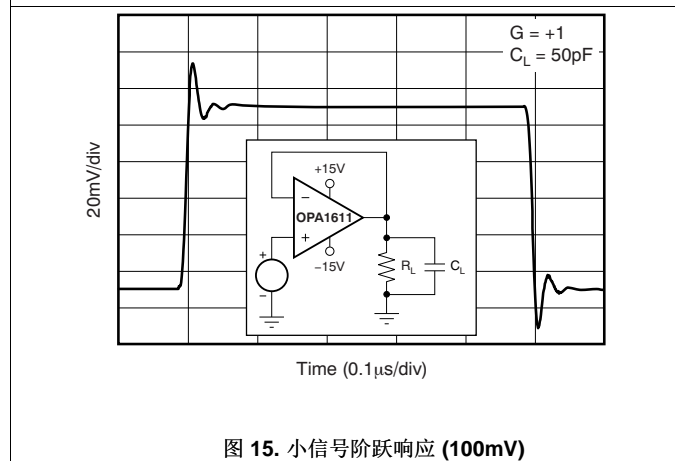 G = +1
C_L = 50pF
20mV/div
+15V
−
OPA1611
+
+
−15V
−
R_L
C_L
Time (0.1μs/div)
图 15. 小信号阶跃响应 (100mV)